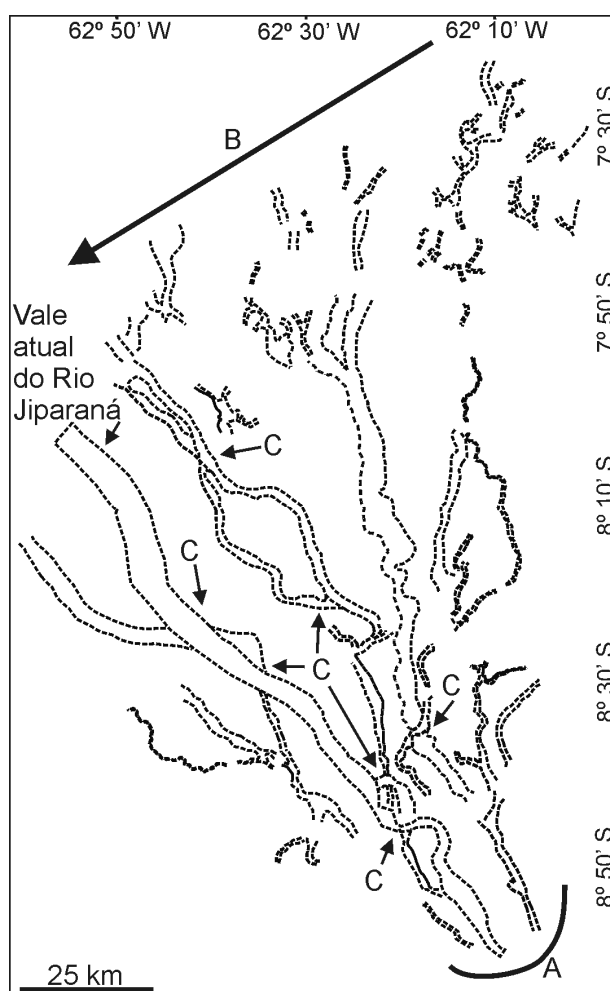 62º 50' W 62º 30' W 62º 10' W
7º 30' S
B
Vale
atual
do Rio
Jiparaná
7º 50' S
C
8º 10' S
C
C
C
8º 30' S
C
8º 50' S
A
25 km